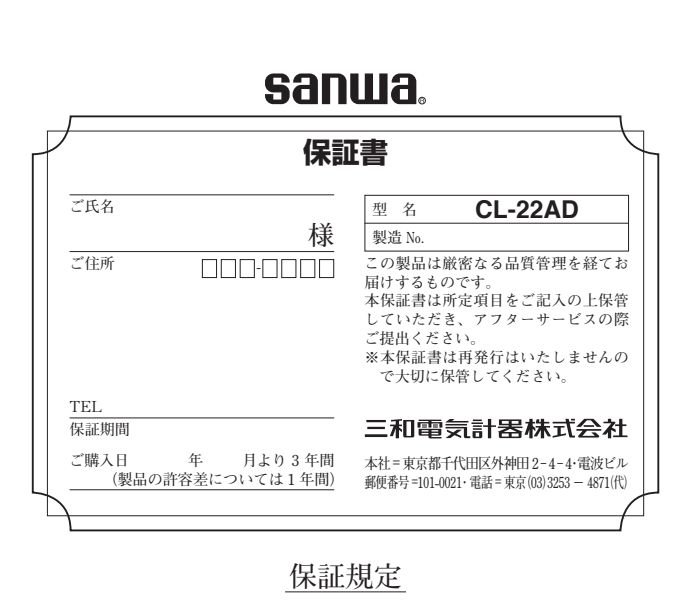 sanwa®
保証書
ご氏名
様
ご住所 □□□-□□□□
TEL
保証期間
ご購入日 年 月より 3 年間
(製品の許容差については 1 年間)
型 名 CL-22AD
製造 No.
この製品は厳密なる品質管理を経てお
届けするものです。
本保証書は所定項目をご記入の上保管
していただき、アフターサービスの際
ご提出ください。
※本保証書は再発行はいたしませんの
で大切に保管してください。
三和電気計器株式会社
本社=東京都千代田区外神田2-4-4・電波ビル
郵便番号=101-0021・電話=東京(03)3253-4871(代)
保証規定